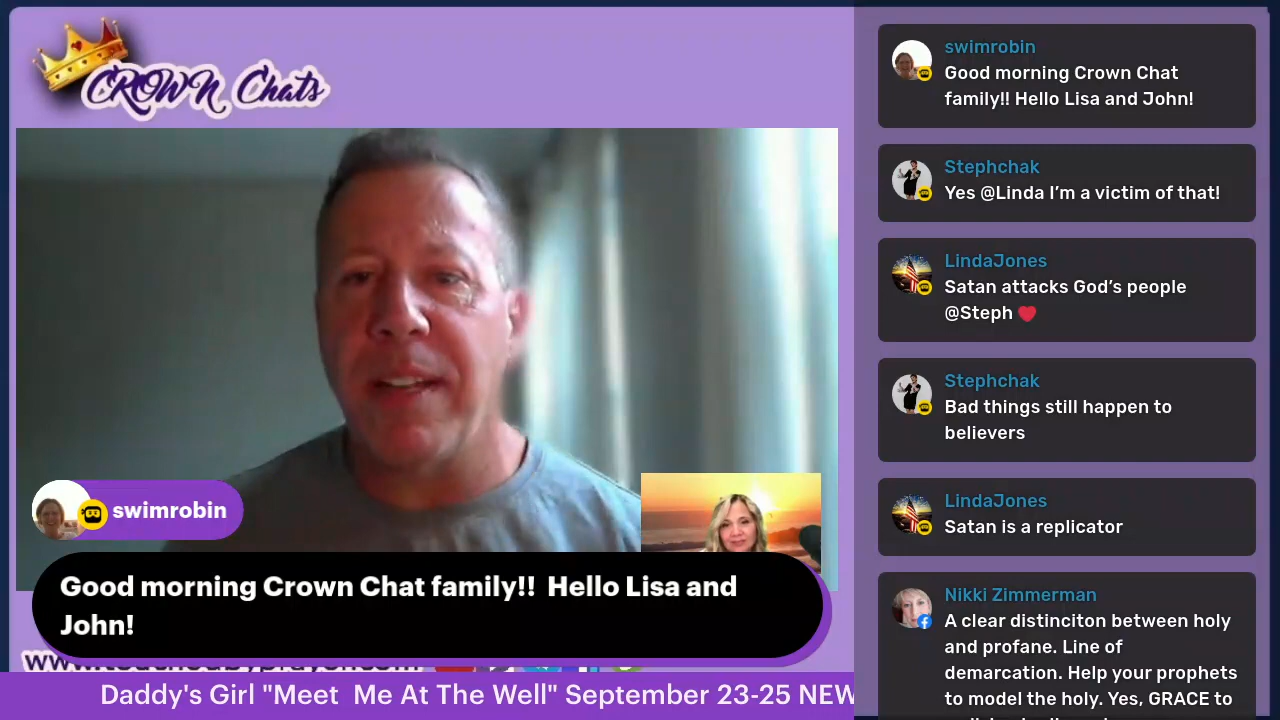 CROWN Chats
swimrobin
Good morning Crown Chat family!! Hello Lisa and
John!
Daddy's Girl "Meet Me At The Well" September 23-25 NEW
swimrobin
Good morning Crown Chat
family!! Hello Lisa and John!
Stephchak
Yes @Linda I’m a victim of that!
LindaJones
Satan attacks God’s people
@Steph ❤️
Stephchak
Bad things still happen to
believers
LindaJones
Satan is a replicator
Nikki Zimmerman
A clear distinciton between holy
and profane. Line of
demarcation. Help your prophets
to model the holy. Yes, GRACE to